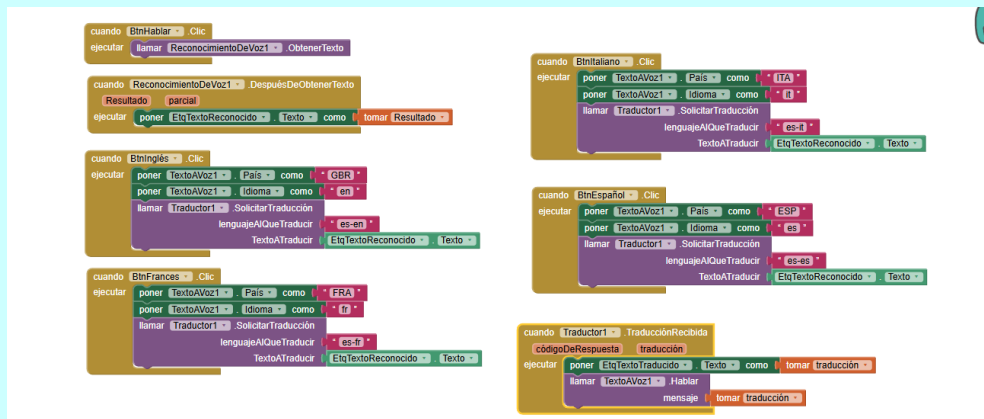 cuando BtnHablar .Clic
ejecutar llamar ReconocimientoDeVoz1 .ObtenerTexto
cuando ReconocimientoDeVoz1 .DespuésDeObtenerTexto
Resultado parcial
ejecutar poner EtqTextoReconocido . Texto como tomar Resultado
cuando BtnInglés .Clic
ejecutar poner TextoAVoz1 . País como " GBR "
poner TextoAVoz1 . Idioma como " en "
llamar Traductor1 .SolicitarTraducción
lenguajeAlQueTraducir " es-en "
TextoATraducir EtqTextoReconocido . Texto
cuando BtnFrances .Clic
ejecutar poner TextoAVoz1 . País como " FRA "
poner TextoAVoz1 . Idioma como " fr "
llamar Traductor1 .SolicitarTraducción
lenguajeAlQueTraducir " es-fr "
TextoATraducir EtqTextoReconocido . Texto
cuando BtnItaliano .Clic
ejecutar poner TextoAVoz1 . País como " ITA "
poner TextoAVoz1 . Idioma como " it "
llamar Traductor1 .SolicitarTraducción
lenguajeAlQueTraducir " es-it "
TextoATraducir EtqTextoReconocido . Texto
cuando BtnEspañol .Clic
ejecutar poner TextoAVoz1 . País como " ESP "
poner TextoAVoz1 . Idioma como " es "
llamar Traductor1 .SolicitarTraducción
lenguajeAlQueTraducir " es-es "
TextoATraducir EtqTextoReconocido . Texto
cuando Traductor1 .TraducciónRecibida
códigoDeRespuesta traducción
ejecutar poner EtqTextoTraducido . Texto como tomar traducción
llamar TextoAVoz1 .Hablar
mensaje tomar traducción